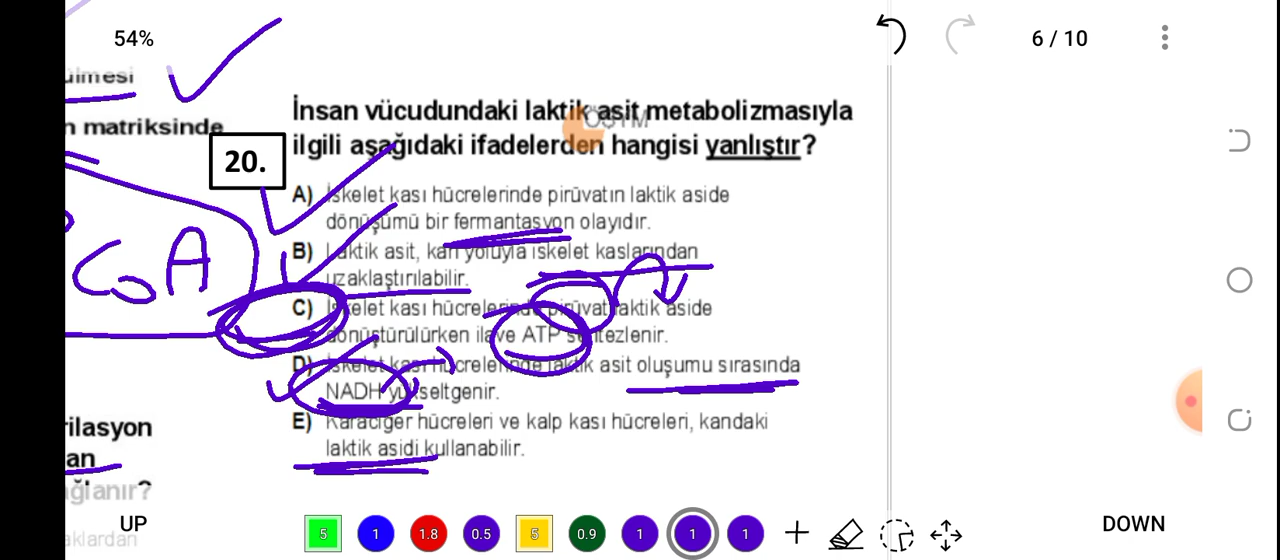 54%
6 / 10
ülmesi
n matriksinde
İnsan vücudundaki laktik asit metabolizmasıyla
ilgili aşağıdaki ifadelerden hangisi yanlıştır?
20.
A) İskelet kası hücrelerinde pirüvatın laktik aside
dönüşümü bir fermantasyon olayıdır.
B) Laktik asit, kan yoluyla iskelet kaslarından
uzaklaştırılabilir.
C) İskelet kası hücrelerinde pirüvat laktik aside
dönüştürülürken ilave ATP sentezlenir.
D) İskelet kası hücrelerinde laktik asit oluşumu sırasında
NADH yükseltgenir.
E) Karaciğer hücreleri ve kalp kası hücreleri, kandaki
laktik asidi kullanabilir.
CoA
rilasyon
an
ağlanır?
aklardan
UP
5 1 1.8 0.5 5 0.9 1 1 1
DOWN